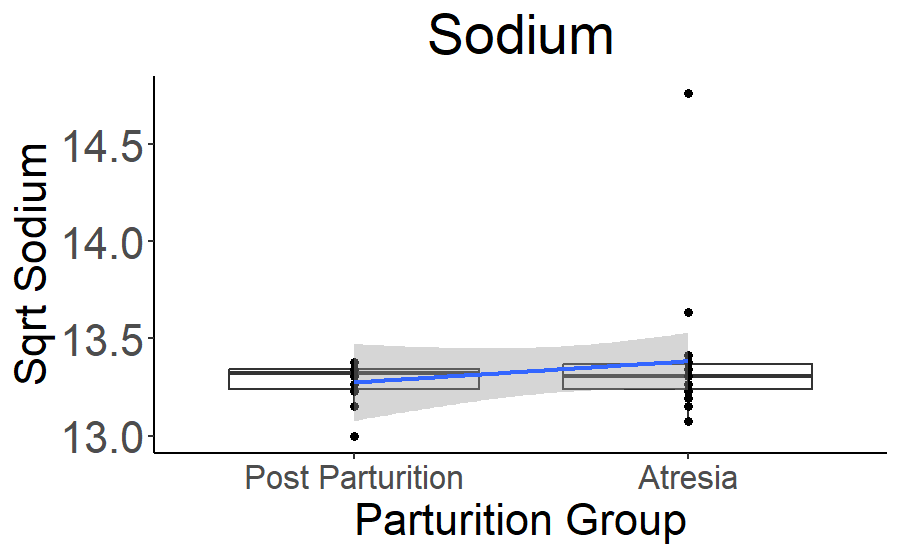 Sodium
Sqrt Sodium
14.5
14.0
13.5
13.0
Post Parturition
Atresia
Parturition Group